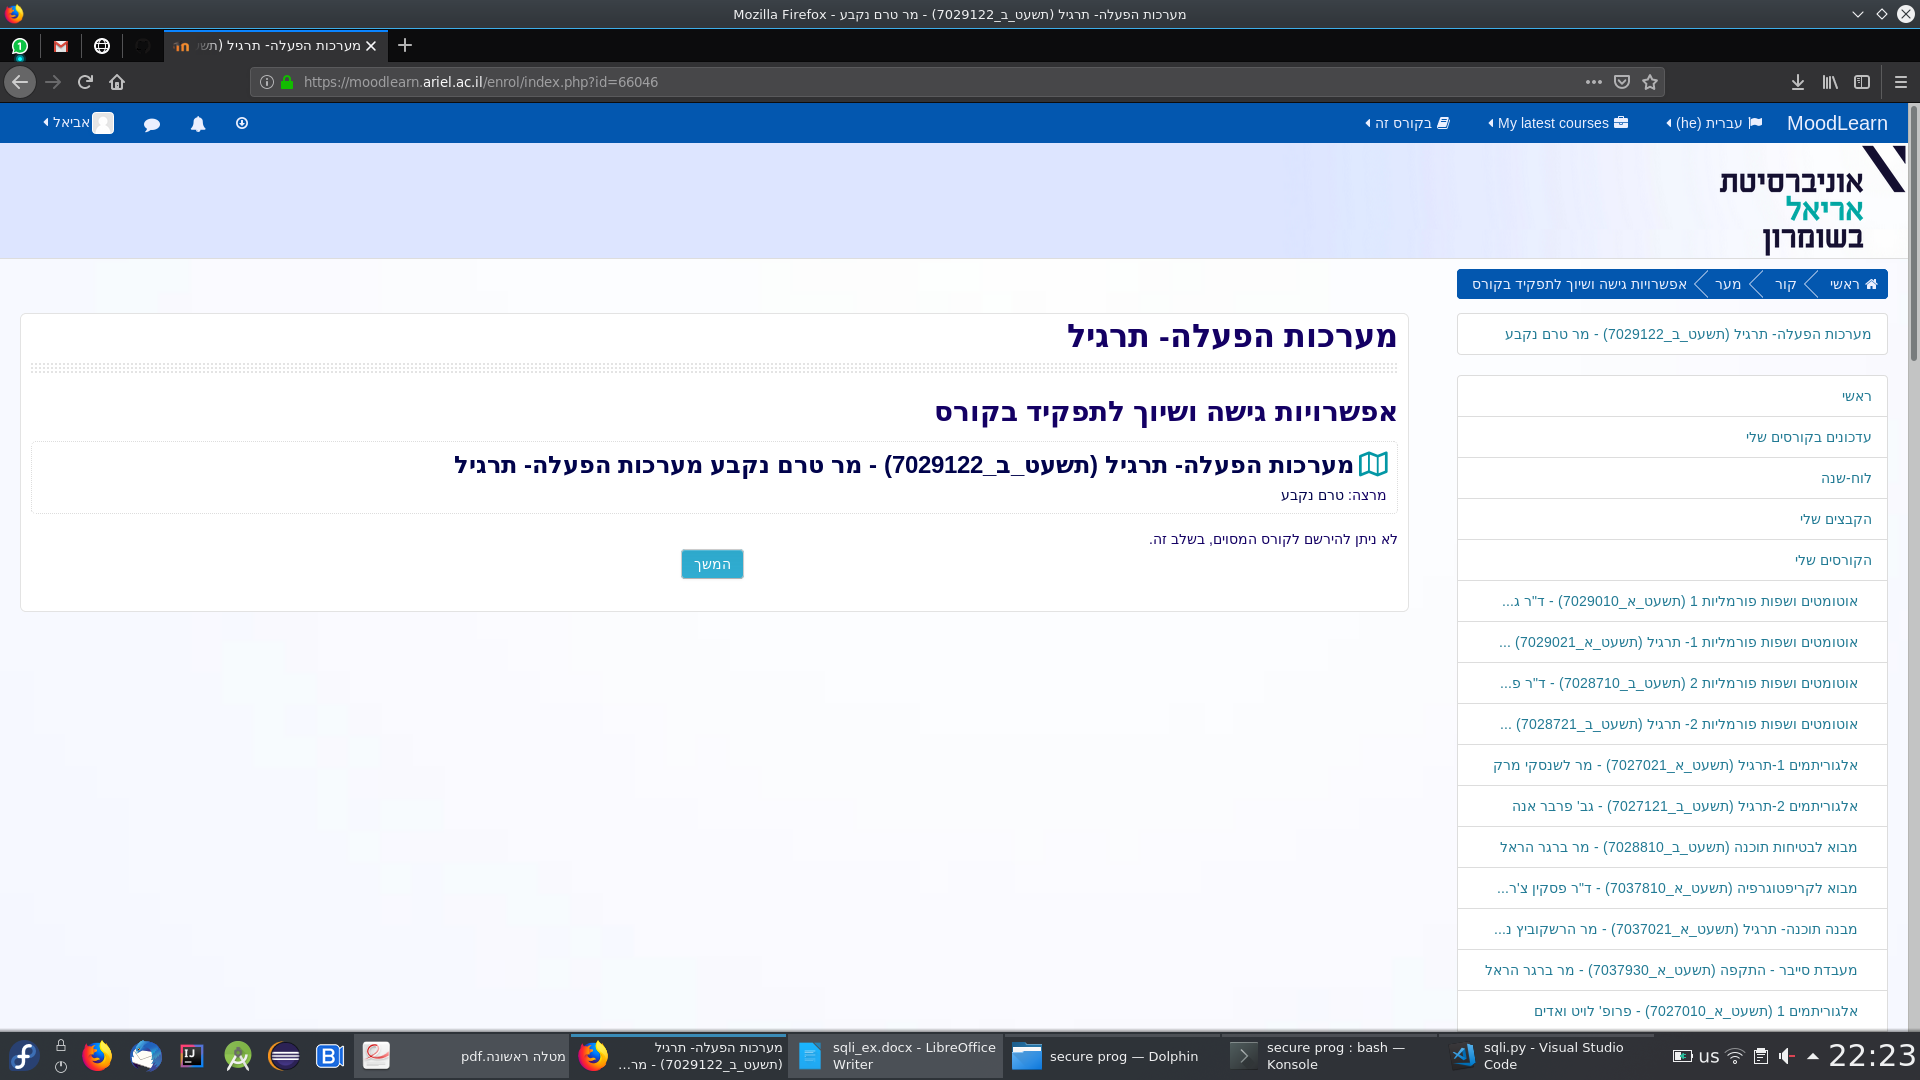 מערכות הפעלה- תרגיל (תשעט_ב_7029122) - מר טרם נקבע - Mozilla Firefox
מערכות הפעלה- תרגיל (תשע
https://moodlearn.ariel.ac.il/enrol/index.php?id=66046
MoodLearn
עברית (he)
My latest courses
בקורס זה
אביאל
אוניברסיטת
אריאל
בשומרון
ראשי
קור
מער
אפשרויות גישה ושיוך לתפקיד בקורס
מערכות הפעלה- תרגיל (תשעט_ב_7029122) - מר טרם נקבע
ראשי
עדכונים בקורסים שלי
לוח-שנה
הקבצים שלי
הקורסים שלי
אוטומטים ושפות פורמליות 1 (תשעט_א_7029010) - ד"ר ג...
אוטומטים ושפות פורמליות 1- תרגיל (תשעט_א_7029021) ...
אוטומטים ושפות פורמליות 2 (תשעט_ב_7028710) - ד"ר פ...
אוטומטים ושפות פורמליות 2- תרגיל (תשעט_ב_7028721) ...
אלגוריתמים 1-תרגיל (תשעט_א_7027021) - מר לשנסקי מרק
אלגוריתמים 2-תרגיל (תשעט_ב_7027121) - גב' פרבר אנה
מבוא לבטיחות תוכנה (תשעט_ב_7028810) - מר ברגר הראל
מבוא לקריפטוגרפיה (תשעט_א_7037810) - ד"ר פסקין צ'ר...
מבנה תוכנה- תרגיל (תשעט_א_7037021) - מר הרשקוביץ נ...
מעבדת סייבר - התקפה (תשעט_א_7037930) - מר ברגר הראל
אלגוריתמים 1 (תשעט_א_7027010) - פרופ' לויט ואדים
מערכות הפעלה- תרגיל
אפשרויות גישה ושיוך לתפקיד בקורס
מערכות הפעלה- תרגיל (תשעט_ב_7029122) - מר טרם נקבע מערכות הפעלה- תרגיל
מרצה: טרם נקבע
לא ניתן להירשם לקורס המסוים, בשלב זה.
המשך
מטלה ראשונה.pdf
מערכות הפעלה- תרגיל
(תשעט_ב_7029122) - מר...
sqli_ex.docx - LibreOffice
Writer
secure prog — Dolphin
secure prog : bash —
Konsole
sqli.py - Visual Studio
Code
us
22:23